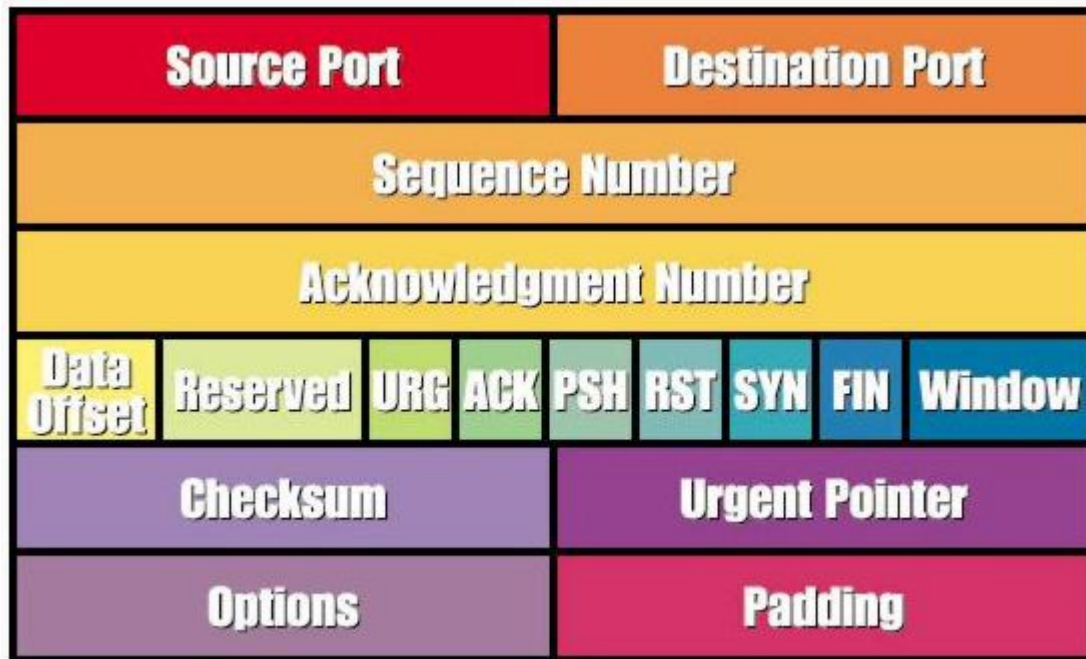 Source Port
Destination Port
Sequence Number
Acknowledgment Number
Data
Offset
Reserved
URG
ACK
PSH
RST
SYN
FIN
Window
Checksum
Urgent Pointer
Options
Padding